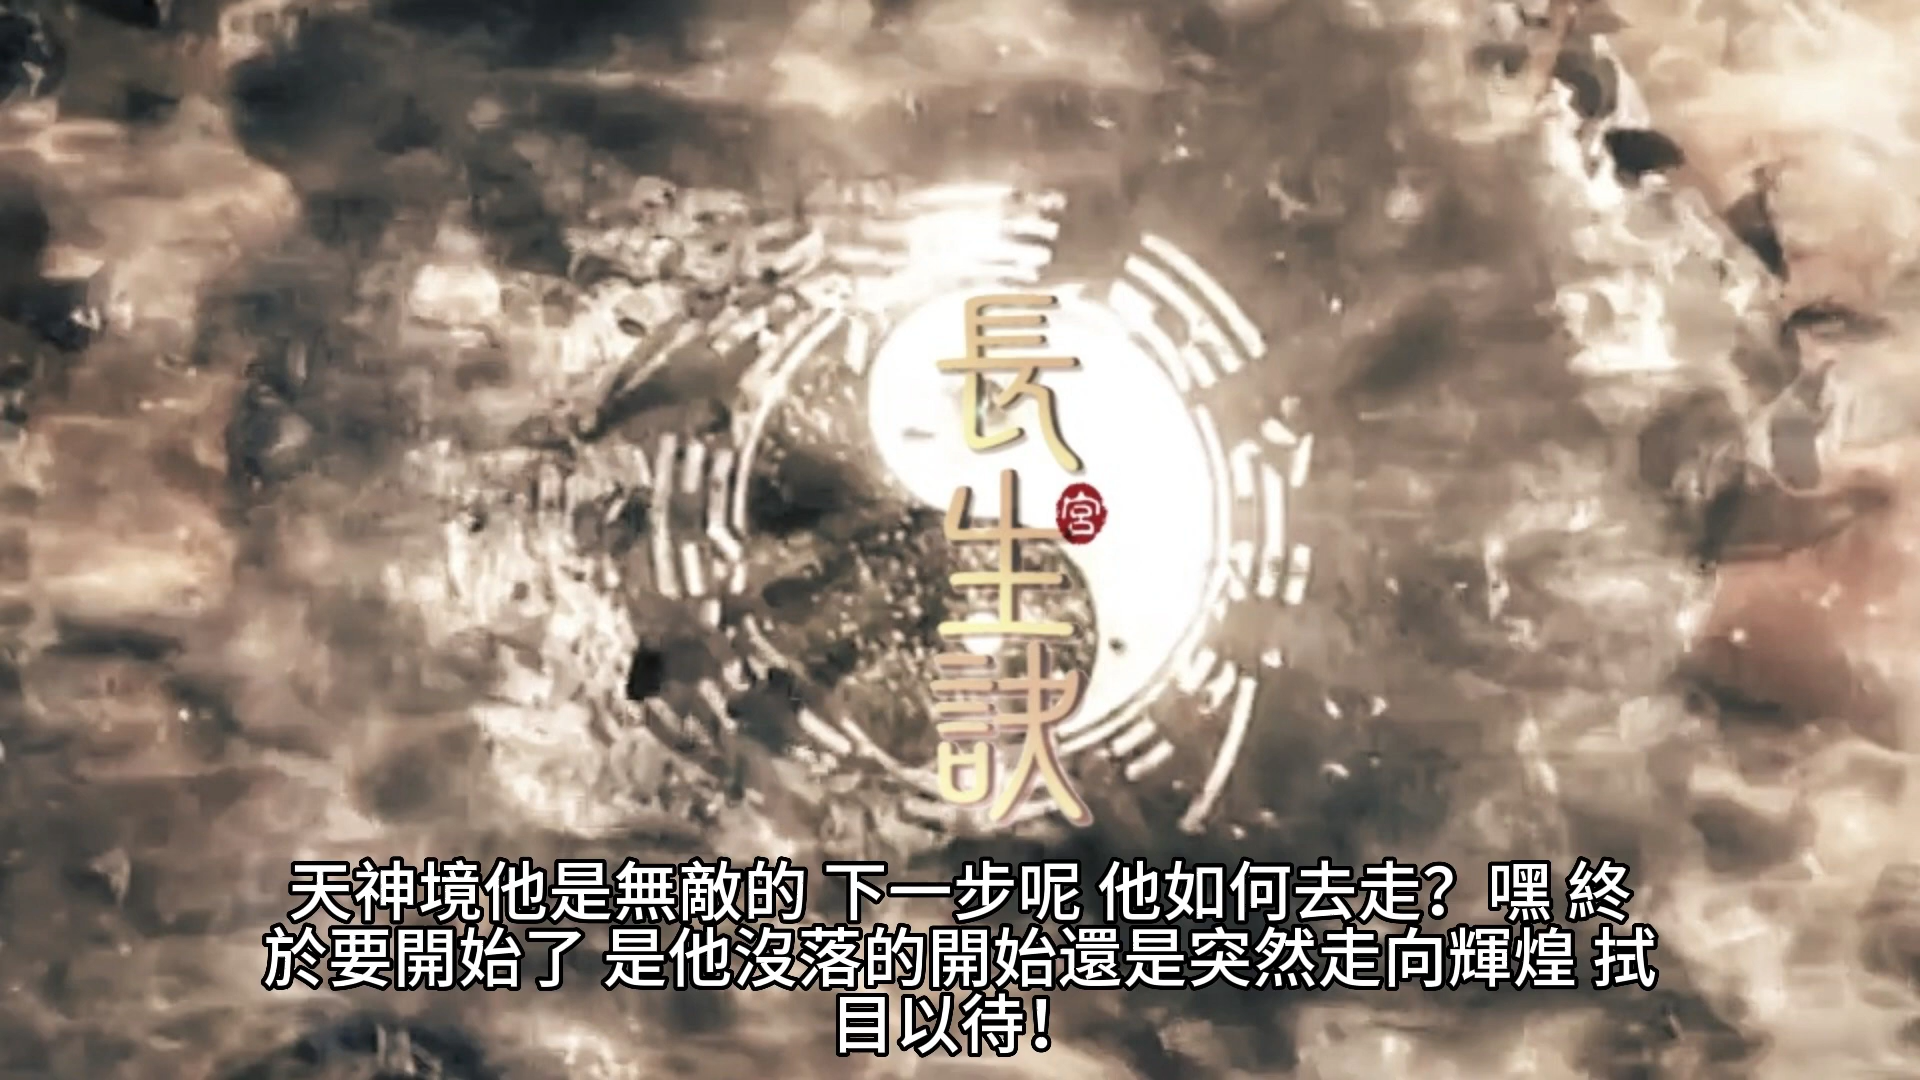 長生訣
宮
天神境他是無敵的 下一步呢 他如何去走？嘿 終
於要開始了 是他沒落的開始還是突然走向輝煌 拭
目以待！